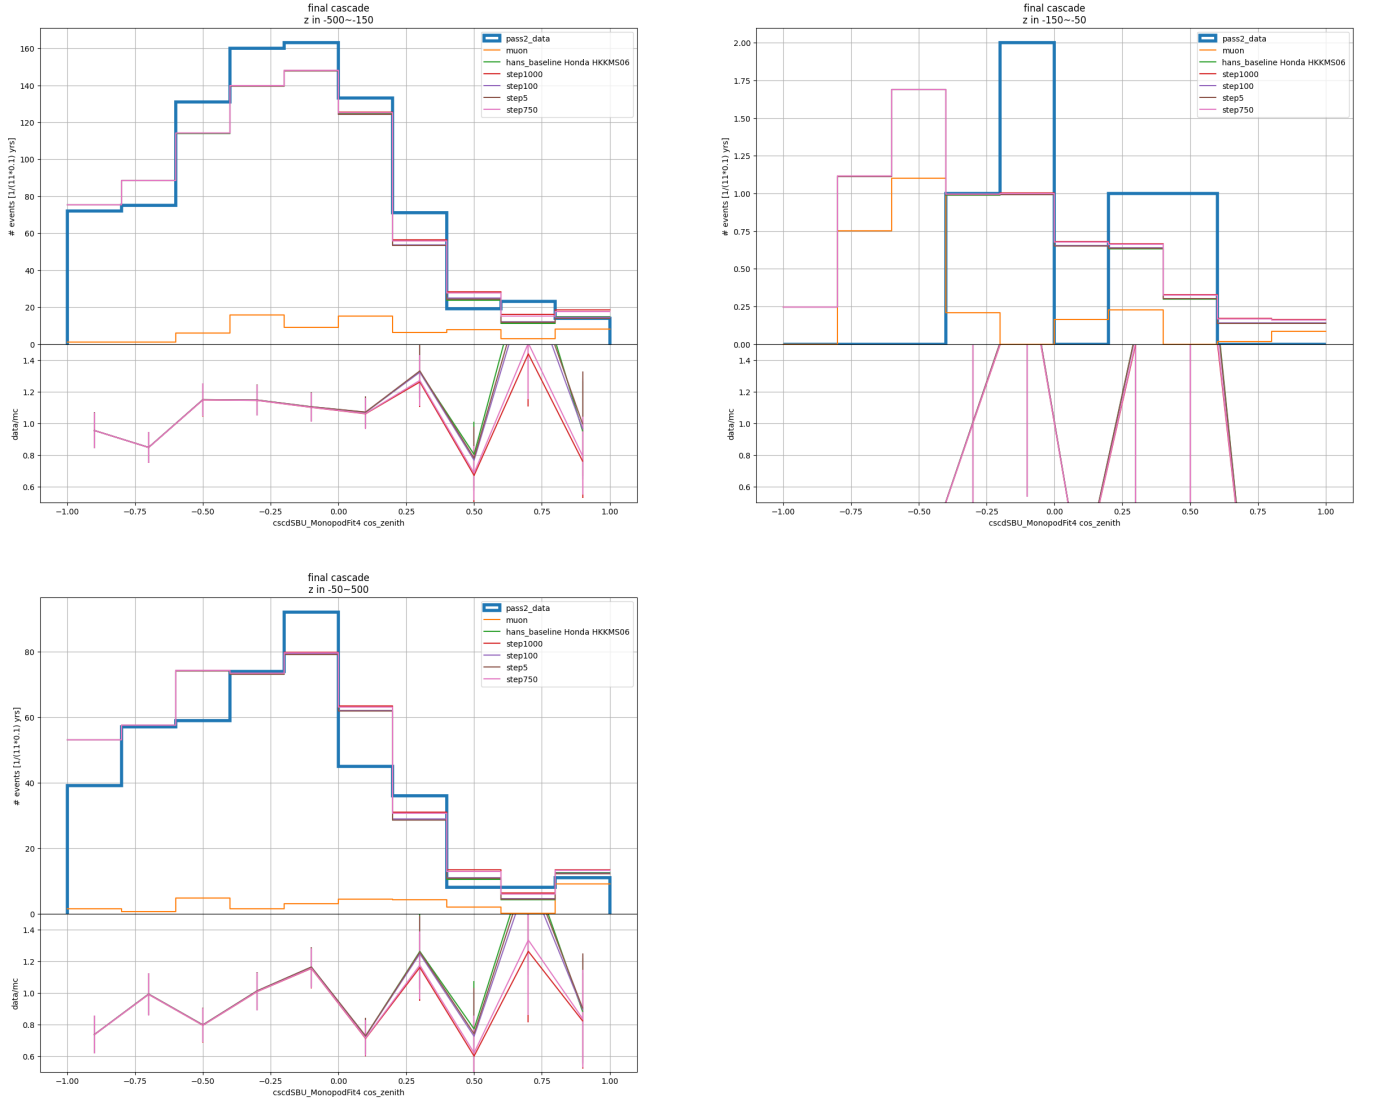 final cascade
z in -500~-150
160
140
120
100
80
60
40
20
0
# events [1/(11*0.1) yrs]
pass2_data
muon
hans_baseline Honda HKKMS06
step1000
step100
step5
step750
1.4
1.2
1.0
0.8
0.6
data/mc
−1.00 −0.75 −0.50 −0.25 0.00 0.25 0.50 0.75 1.00
cscdSBU_MonopodFit4 cos_zenith
final cascade
z in -150~-50
2.00
1.75
1.50
1.25
1.00
0.75
0.50
0.25
0.00
# events [1/(11*0.1) yrs]
pass2_data
muon
hans_baseline Honda HKKMS06
step1000
step100
step5
step750
1.4
1.2
1.0
0.8
0.6
data/mc
−1.00 −0.75 −0.50 −0.25 0.00 0.25 0.50 0.75 1.00
cscdSBU_MonopodFit4 cos_zenith
final cascade
z in -50~500
80
60
40
20
0
# events [1/(11*0.1) yrs]
pass2_data
muon
hans_baseline Honda HKKMS06
step1000
step100
step5
step750
1.4
1.2
1.0
0.8
0.6
data/mc
−1.00 −0.75 −0.50 −0.25 0.00 0.25 0.50 0.75 1.00
cscdSBU_MonopodFit4 cos_zenith